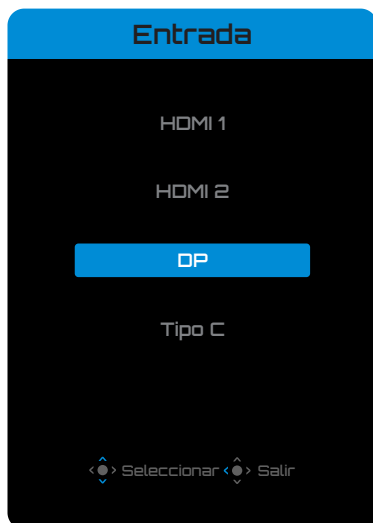 Entrada
HDMI 1
HDMI 2
DP
Tipo C
Seleccionar Salir